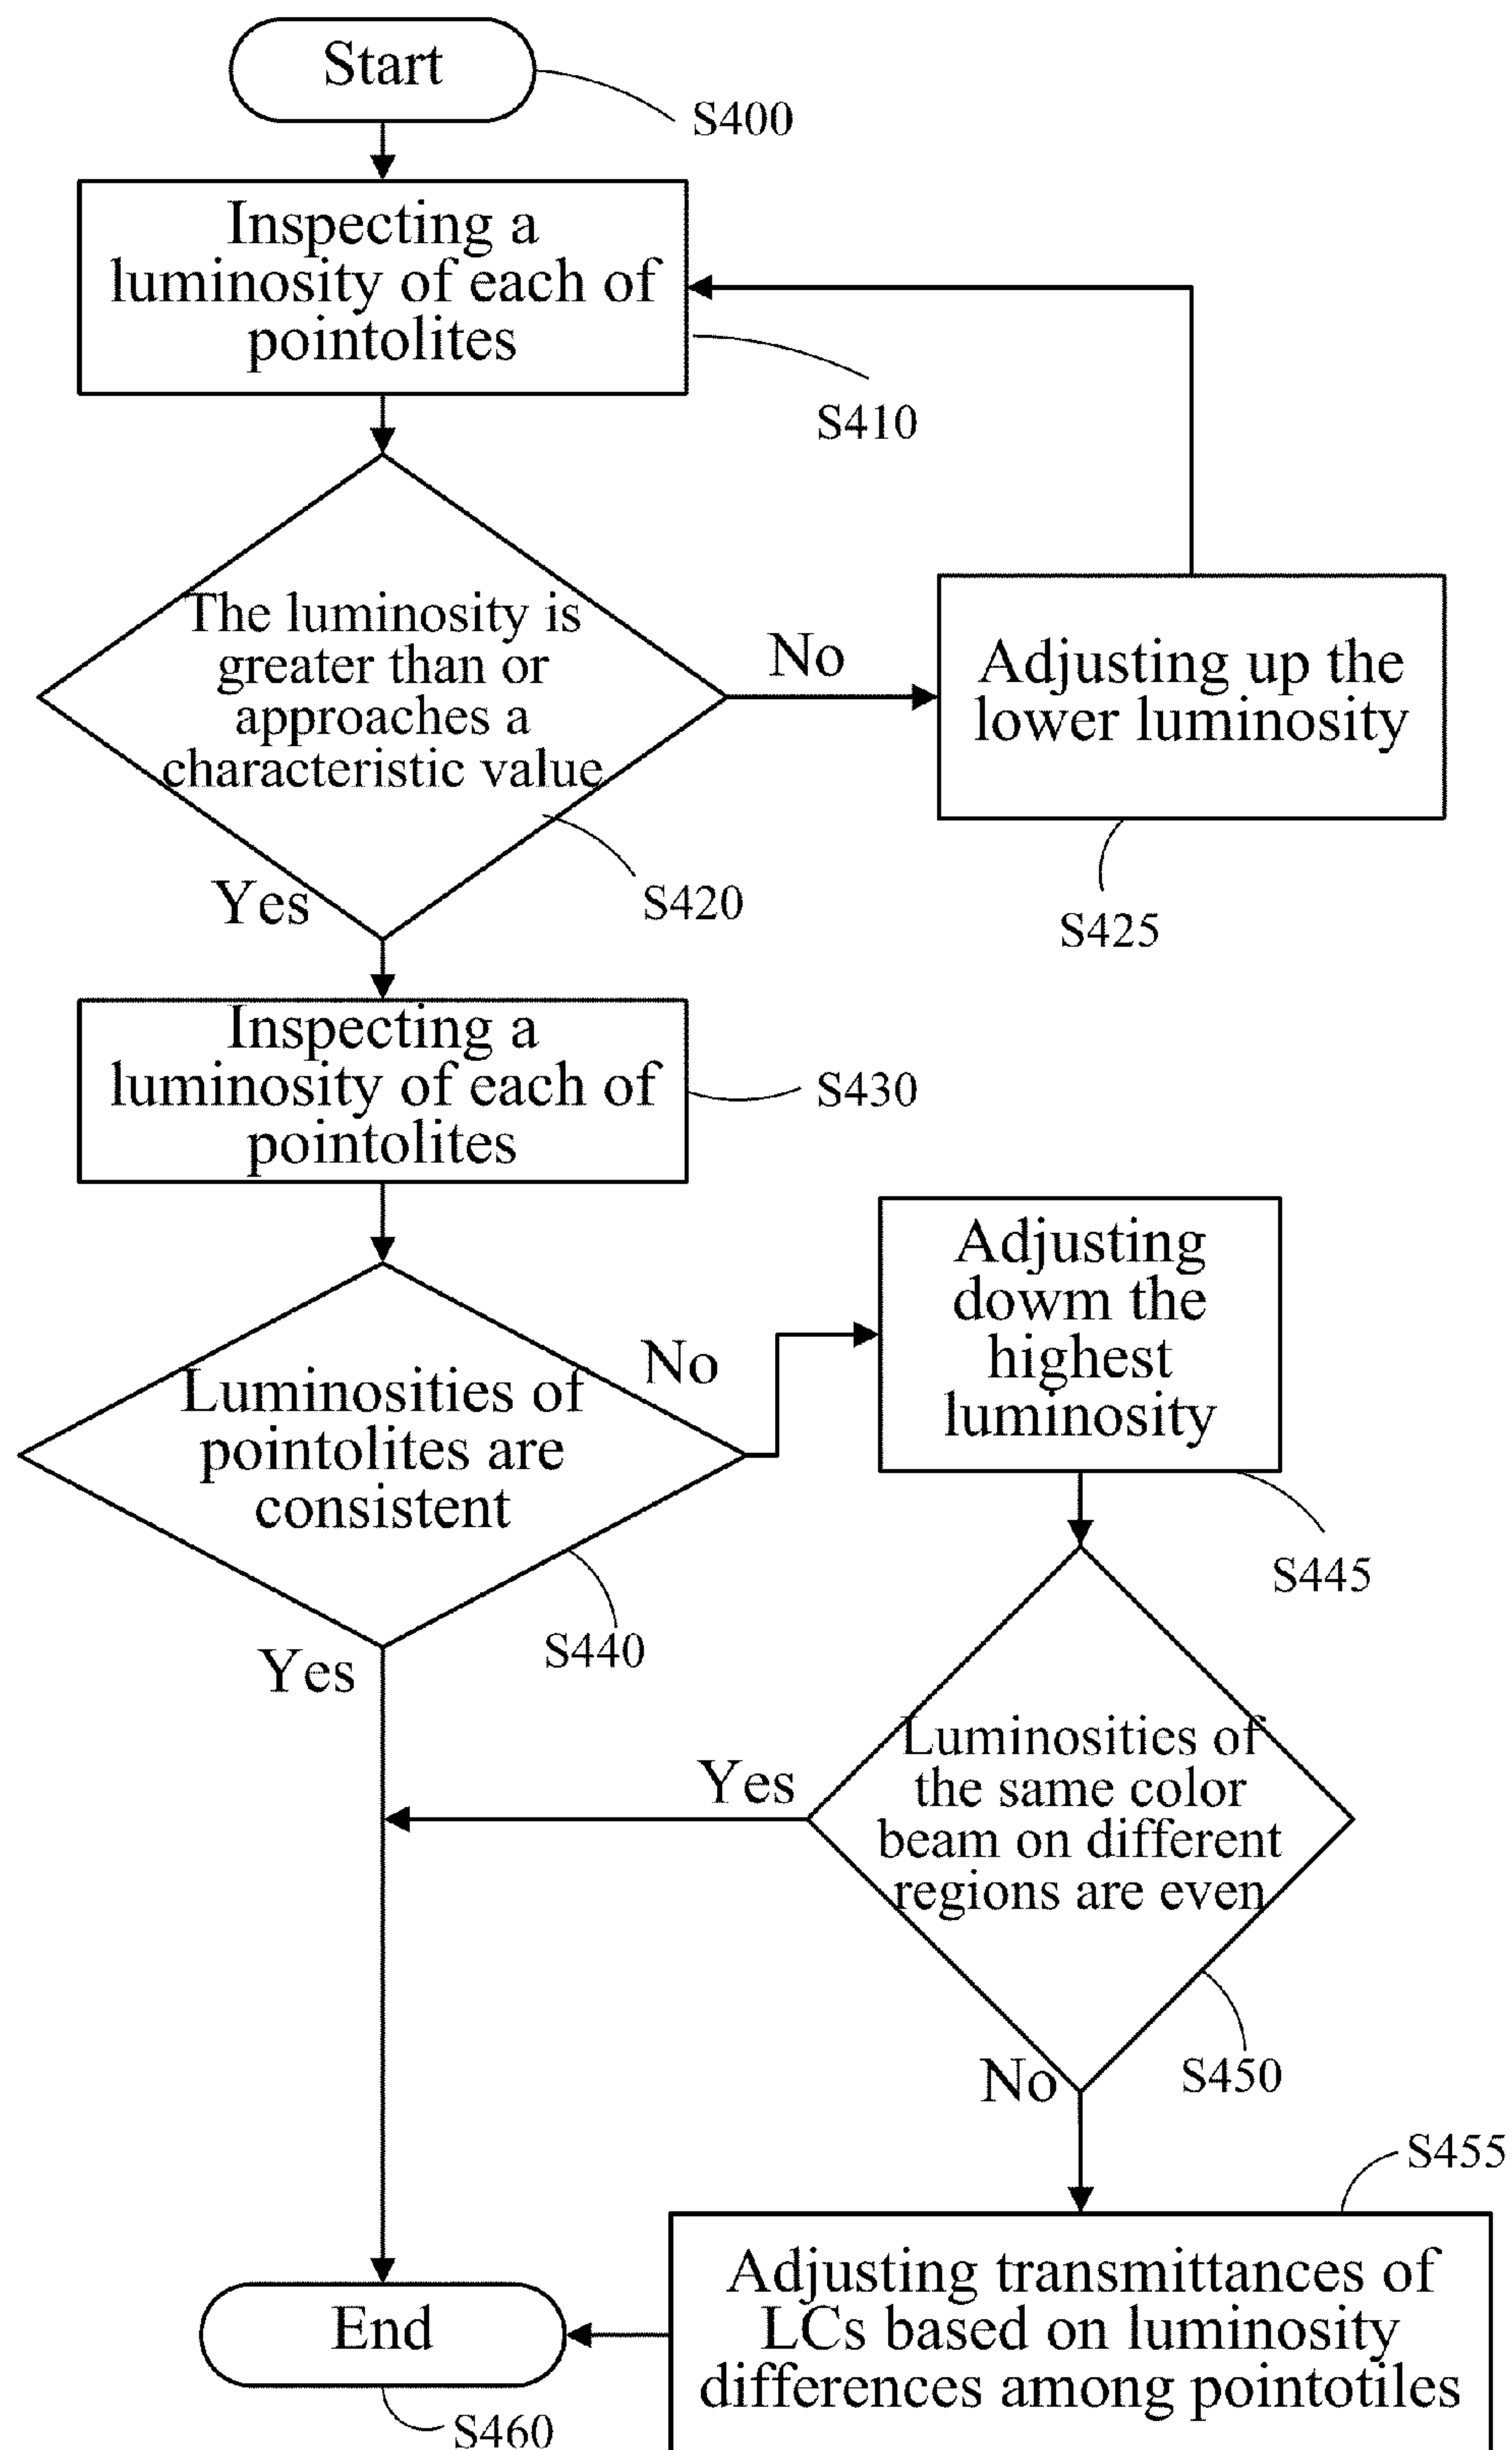 Start
S400
Inspecting a
luminosity of each of
pointolites
S410
The luminosity is
greater than or
approaches a
characteristic value
No
Adjusting up the
lower luminosity
S425
Yes
S420
Inspecting a
luminosity of each of
pointolites
S430
Luminosities of
pointolites are
consistent
No
Adjusting
dowm the
highest
luminosity
S445
Yes
S440
Luminosities of
the same color
beam on different
regions are even
Yes
No
S450
S455
Adjusting transmittances of
LCs based on luminosity
differences among pointotiles
End
S460